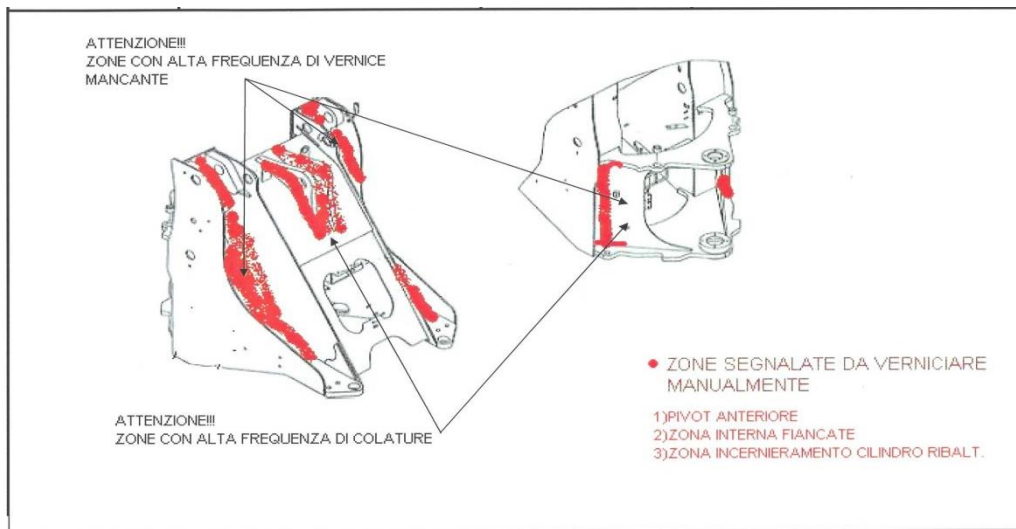 ATTENZIONE!!!
ZONE CON ALTA FREQUENZA DI VERNICE
MANCANTE
ATTENZIONE!!!
ZONE CON ALTA FREQUENZA DI COLATURE
ZONE SEGNALATE DA VERNICIARE
MANUALMENTE
1)PIVOT ANTERIORE
2)ZONA INTERNA FIANCATE
3)ZONA INCERNIERAMENTO CILINDRO RIBALT.